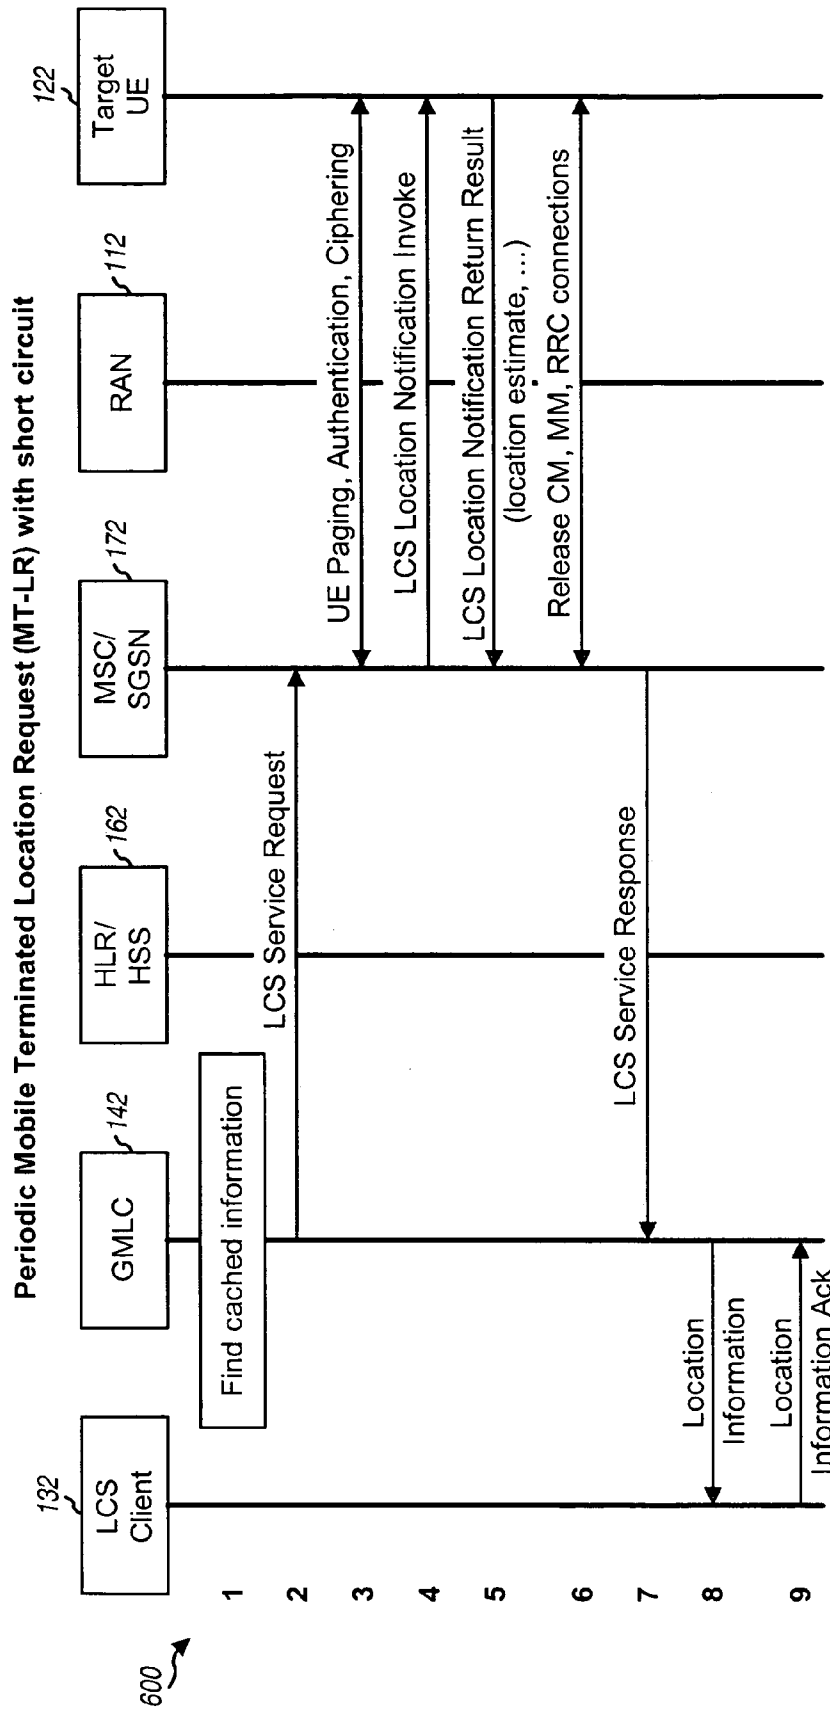 Periodic Mobile Terminated Location Request (MT-LR) with short circuit
600
132
LCS
Client
142
GMLC
162
HLR/
HSS
172
MSC/
SGSN
112
RAN
122
Target
UE
1
Find cached information
2
LCS Service Request
3
UE Paging, Authentication, Ciphering
4
LCS Location Notification Invoke
5
LCS Location Notification Return Result
(location estimate, ...)
6
Release CM, MM, RRC connections
7
LCS Service Response
8
Location
Information
9
Location
Information Ack